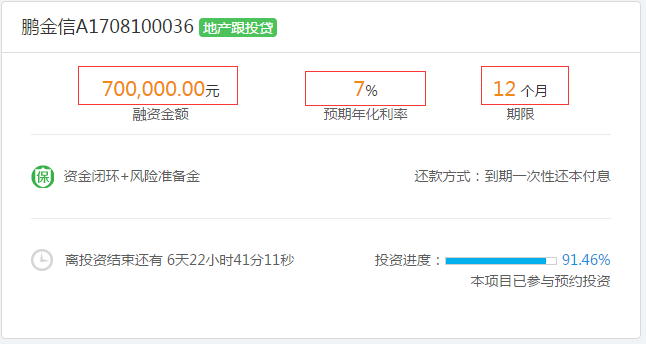 鹏金信A1708100036 地产跟投贷
700,000.00元 7% 12 个月
融资金额 预期年化利率 期限
保 资金闭环+风险准备金 还款方式：到期一次性还本付息
离投资结束还有 6天22小时41分11秒 投资进度： 91.46%
本项目已参与预约投资